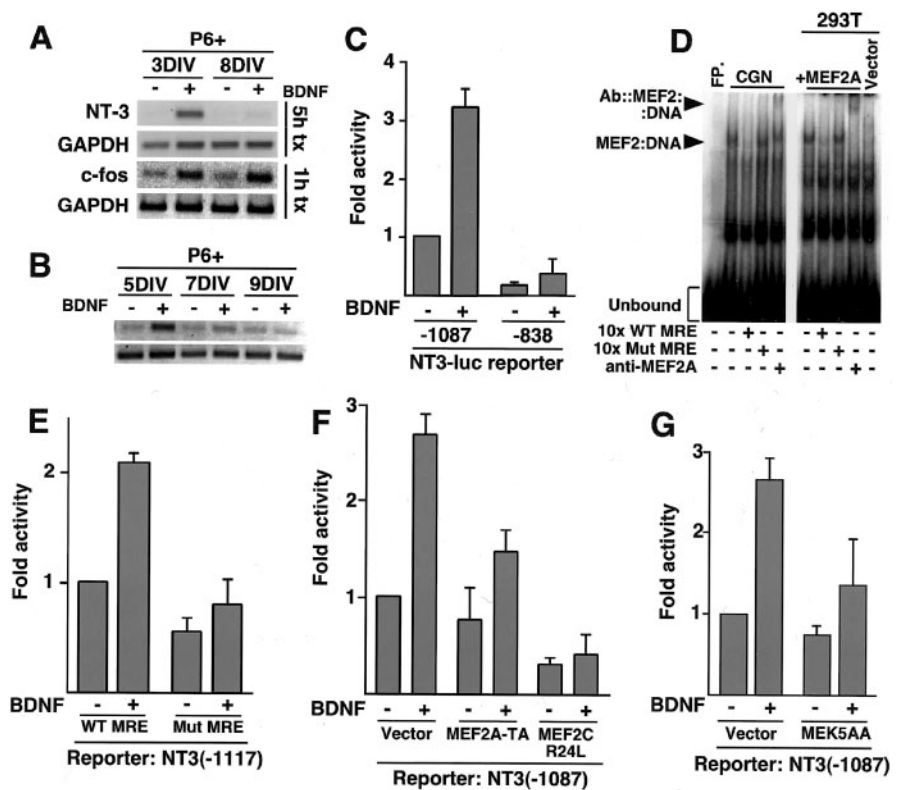 A
P6+
3DIV 8DIV
- + - + BDNF
NT-3
GAPDH
5h tx
c-fos
GAPDH
1h tx
B
P6+
5DIV 7DIV 9DIV
BDNF - + - + - +
C
Fold activity
4
3
2
1
BDNF - + - +
-1087 -838
NT3-luc reporter
D
293T
FP. CGN +MEF2A Vector
Ab::MEF2:
:DNA
MEF2:DNA
Unbound
10x WT MRE - - + - - - + - - -
10x Mut MRE - - - + - - - + - -
anti-MEF2A - - - - + - - - + -
E
Fold activity
2
1
BDNF - + - +
WT MRE Mut MRE
Reporter: NT3(-1117)
F
Fold activity
3
2
1
BDNF - + - + - +
Vector MEF2A-TA MEF2C
R24L
Reporter: NT3(-1087)
G
Fold activity
3
2
1
BDNF - + - +
Vector MEK5AA
Reporter: NT3(-1087)